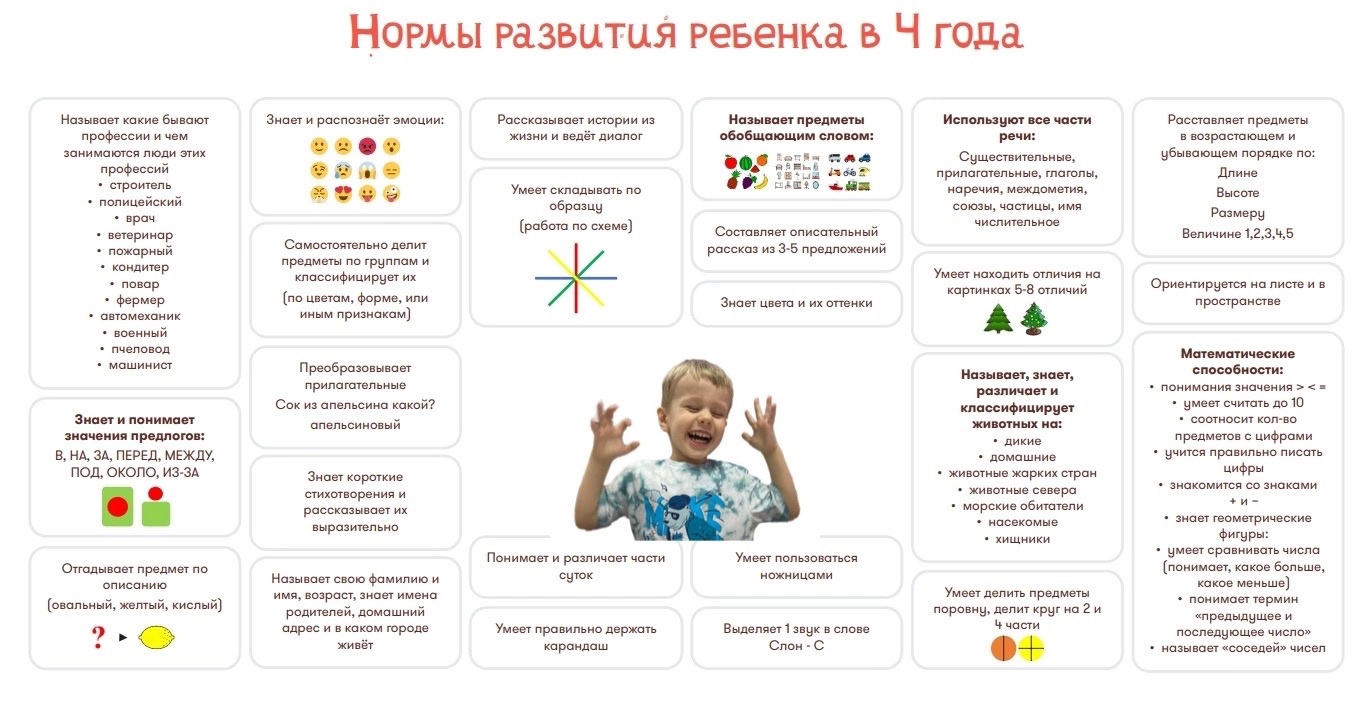 Нормы развития ребенка в 4 года
Называет какие бывают
профессии и чем
занимаются люди этих
профессий
• строитель
• полицейский
• врач
• ветеринар
• пожарный
• кондитер
• повар
• фермер
• автомеханик
• военный
• пчеловод
• машинист
Знает и понимает
значения предлогов:
В, НА, ЗА, ПЕРЕД, МЕЖДУ,
ПОД, ОКОЛО, ИЗ-ЗА
Отгадывает предмет по
описанию
(овальный, желтый, кислый)
?
Знает и распознаёт эмоции:
Самостоятельно делит
предметы по группам и
классифицирует их
(по цветам, форме, или
иным признакам)
Преобразовывает
прилагательные
Сок из апельсина какой?
апельсиновый
Знает короткие
стихотворения и
рассказывает их
выразительно
Называет свою фамилию и
имя, возраст, знает имена
родителей, домашний
адрес и в каком городе
живёт
Рассказывает истории из
жизни и ведёт диалог
Умеет складывать по
образцу
(работа по схеме)
Понимает и различает части
суток
Умеет правильно держать
карандаш
Называет предметы
обобщающим словом:
Составляет описательный
рассказ из 3-5 предложений
Знает цвета и их оттенки
Умеет пользоваться
ножницами
Выделяет 1 звук в слове
Слон - С
Используют все части
речи:
Существительные,
прилагательные, глаголы,
наречия, междометия,
союзы, частицы, имя
числительное
Умеет находить отличия на
картинках 5-8 отличий
Называет, знает,
различает и
классифицирует
животных на:
• дикие
• домашние
• животные жарких стран
• животные севера
• морские обитатели
• насекомые
• хищники
Умеет делить предметы
поровну, делит круг на 2 и
4 части
Расставляет предметы
в возрастающем и
убывающем порядке по:
Длине
Высоте
Размеру
Величине 1,2,3,4,5
Ориентируется на листе и в
пространстве
Математические
способности:
• понимания значения > < =
• умеет считать до 10
• соотносит кол-во
предметов с цифрами
• учится правильно писать
цифры
• знакомится со знаками
+ и −
• знает геометрические
фигуры:
• умеет сравнивать числа
(понимает, какое больше,
какое меньше)
• понимает термин
«предыдущее и
последующее число»
• называет «соседей» чисел